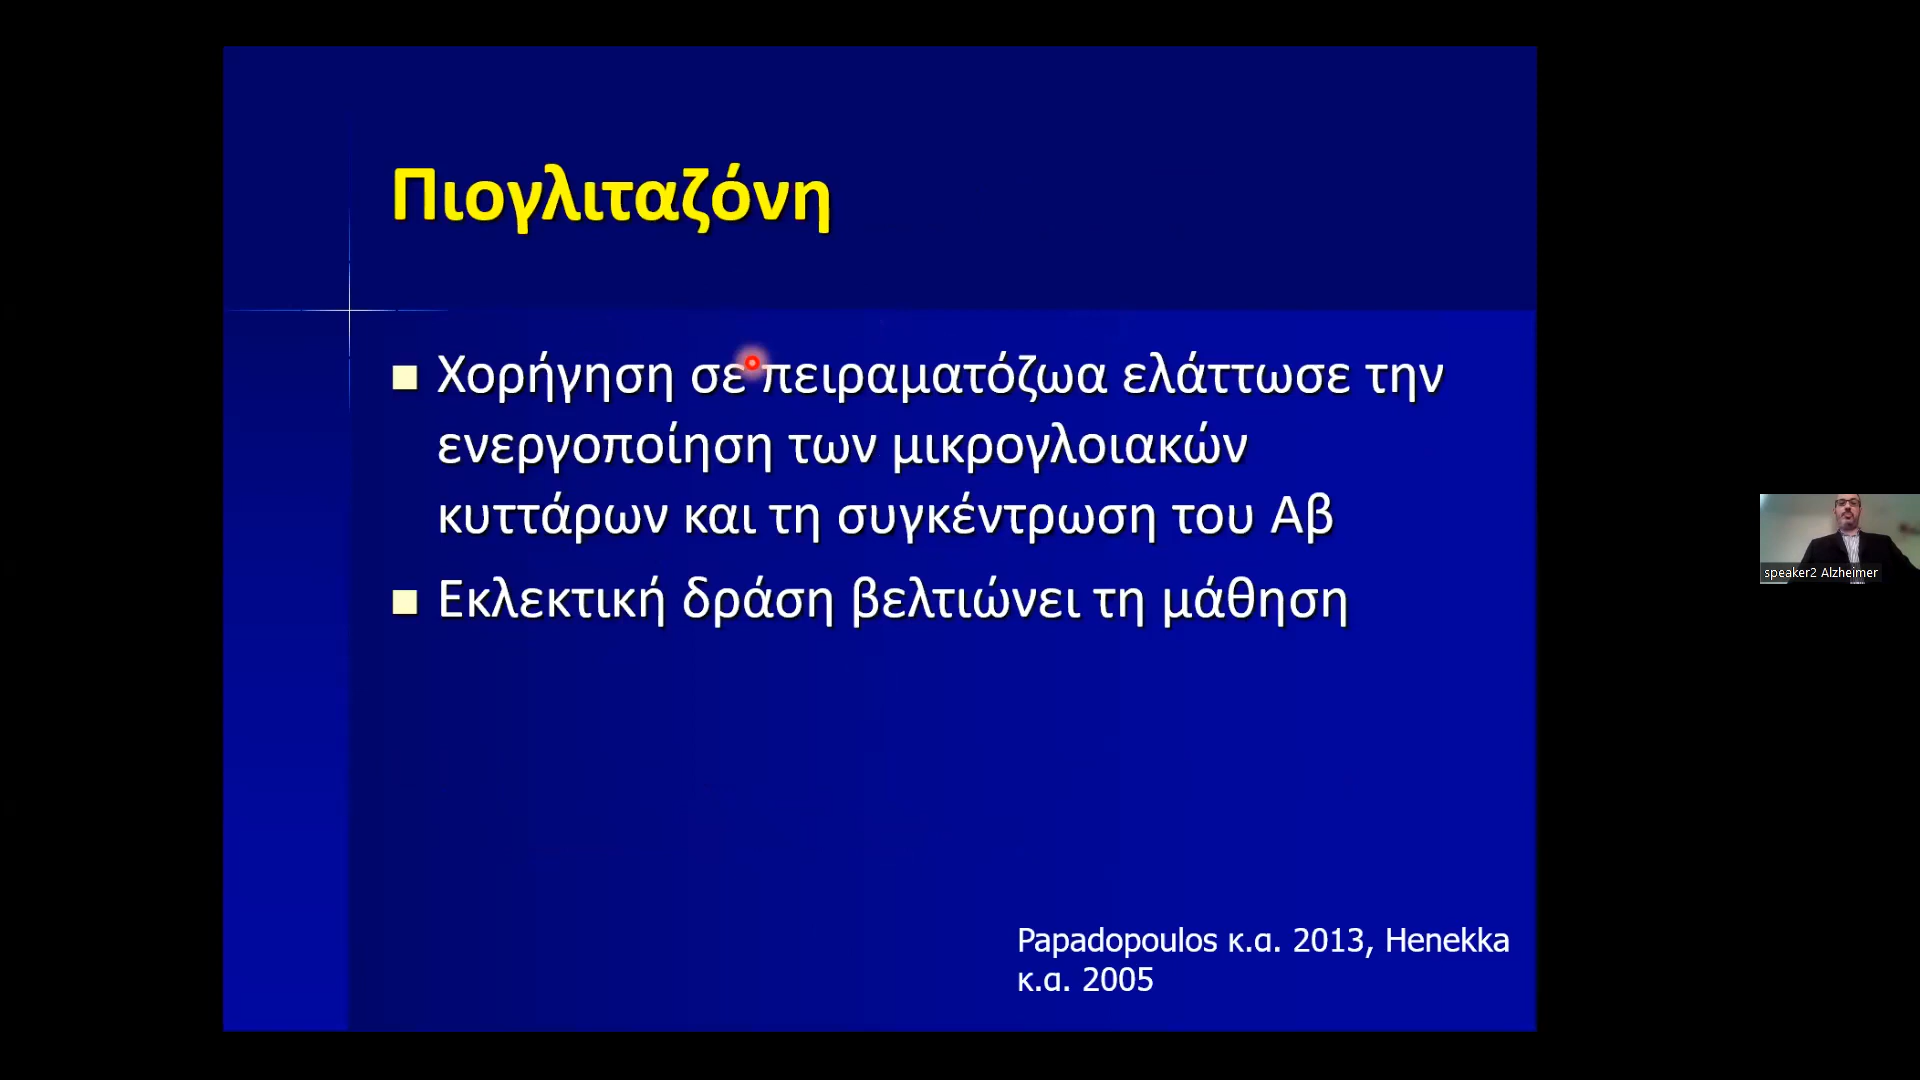 Πιογλιταζόνη
Χορήγηση σε πειραματόζωα ελάττωσε την
ενεργοποίηση των μικρογλοιακών
κυττάρων και τη συγκέντρωση του Αβ
Εκλεκτική δράση βελτιώνει τη μάθηση
Papadopoulos κ.α. 2013, Henekka
κ.α. 2005
speaker2 Alzheimer